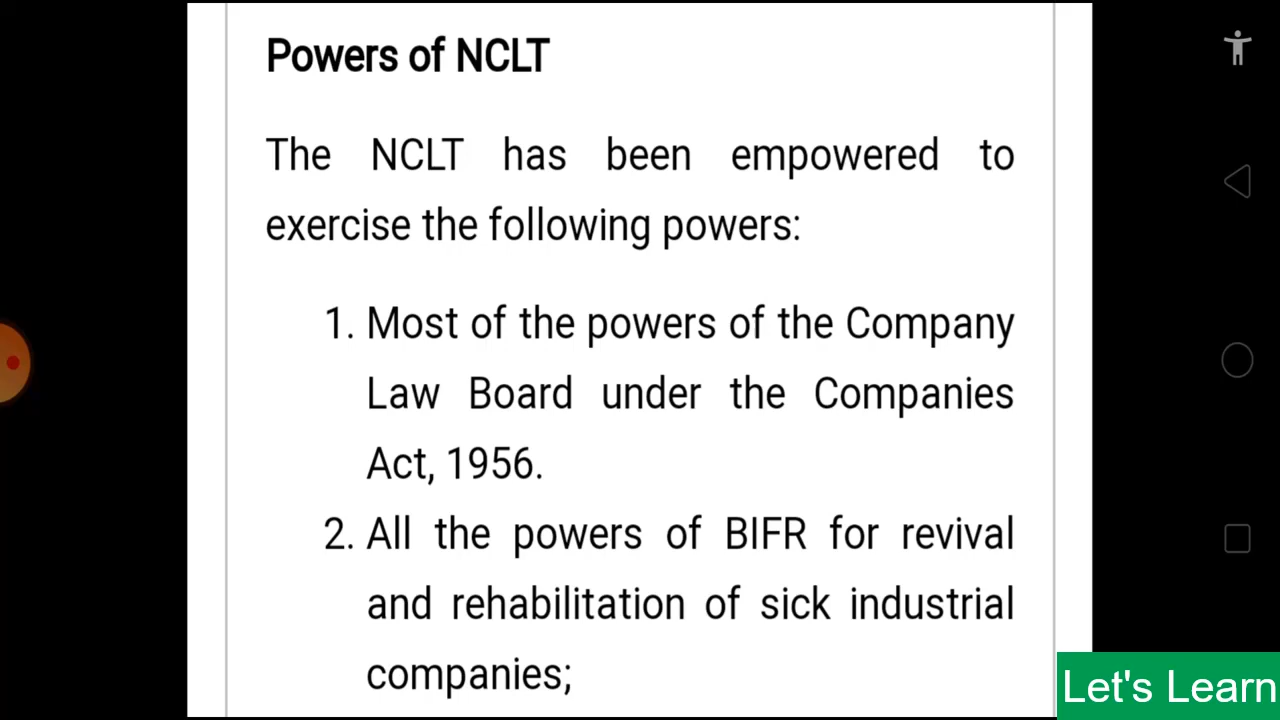 Powers of NCLT
The NCLT has been empowered to
exercise the following powers:
1. Most of the powers of the Company
Law Board under the Companies
Act, 1956.
2. All the powers of BIFR for revival
and rehabilitation of sick industrial
companies;
Let's Learn